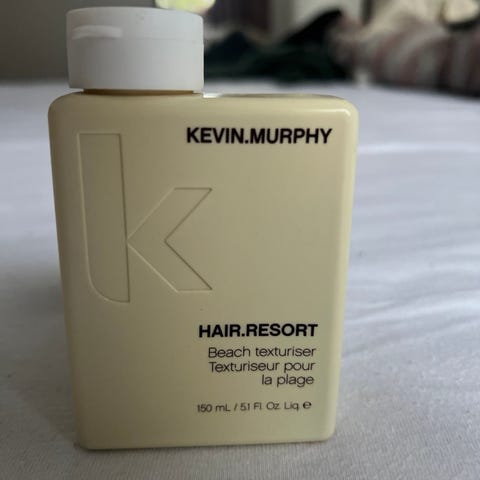 KEVIN.MURPHY
k
HAIR.RESORT
Beach texturiser
Texturiseur pour
la plage
150 mL / 5.1 Fl. Oz. Liq. ℮